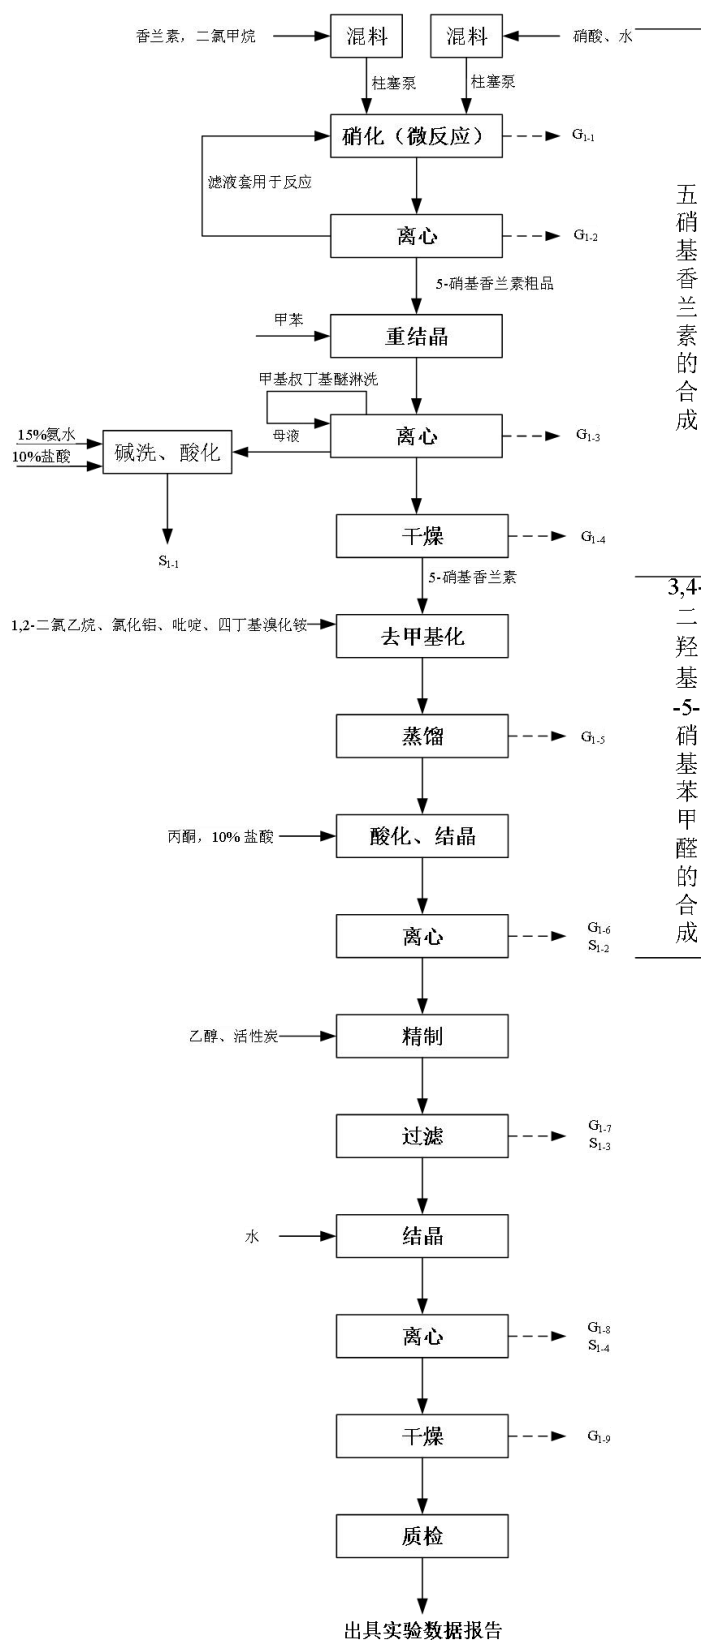 香兰素，二氯甲烷
混料
混料
硝酸、水
柱塞泵
柱塞泵
硝化（微反应）
G1-1
滤液套用于反应
离心
G1-2
5-硝基香兰素粗品
甲苯
重结晶
甲基叔丁基醚淋洗
母液
离心
G1-3
15%氨水
10%盐酸
碱洗、酸化
S1-1
干燥
G1-4
5-硝基香兰素
五硝基香兰素的合成
1,2-二氯乙烷、氯化铝、吡啶、四丁基溴化铵
去甲基化
蒸馏
G1-5
丙酮，10% 盐酸
酸化、结晶
离心
G1-6
S1-2
3,4-二羟基-5-硝基苯甲醛的合成
乙醇、活性炭
精制
过滤
G1-7
S1-3
水
结晶
离心
G1-8
S1-4
干燥
G1-9
质检
出具实验数据报告